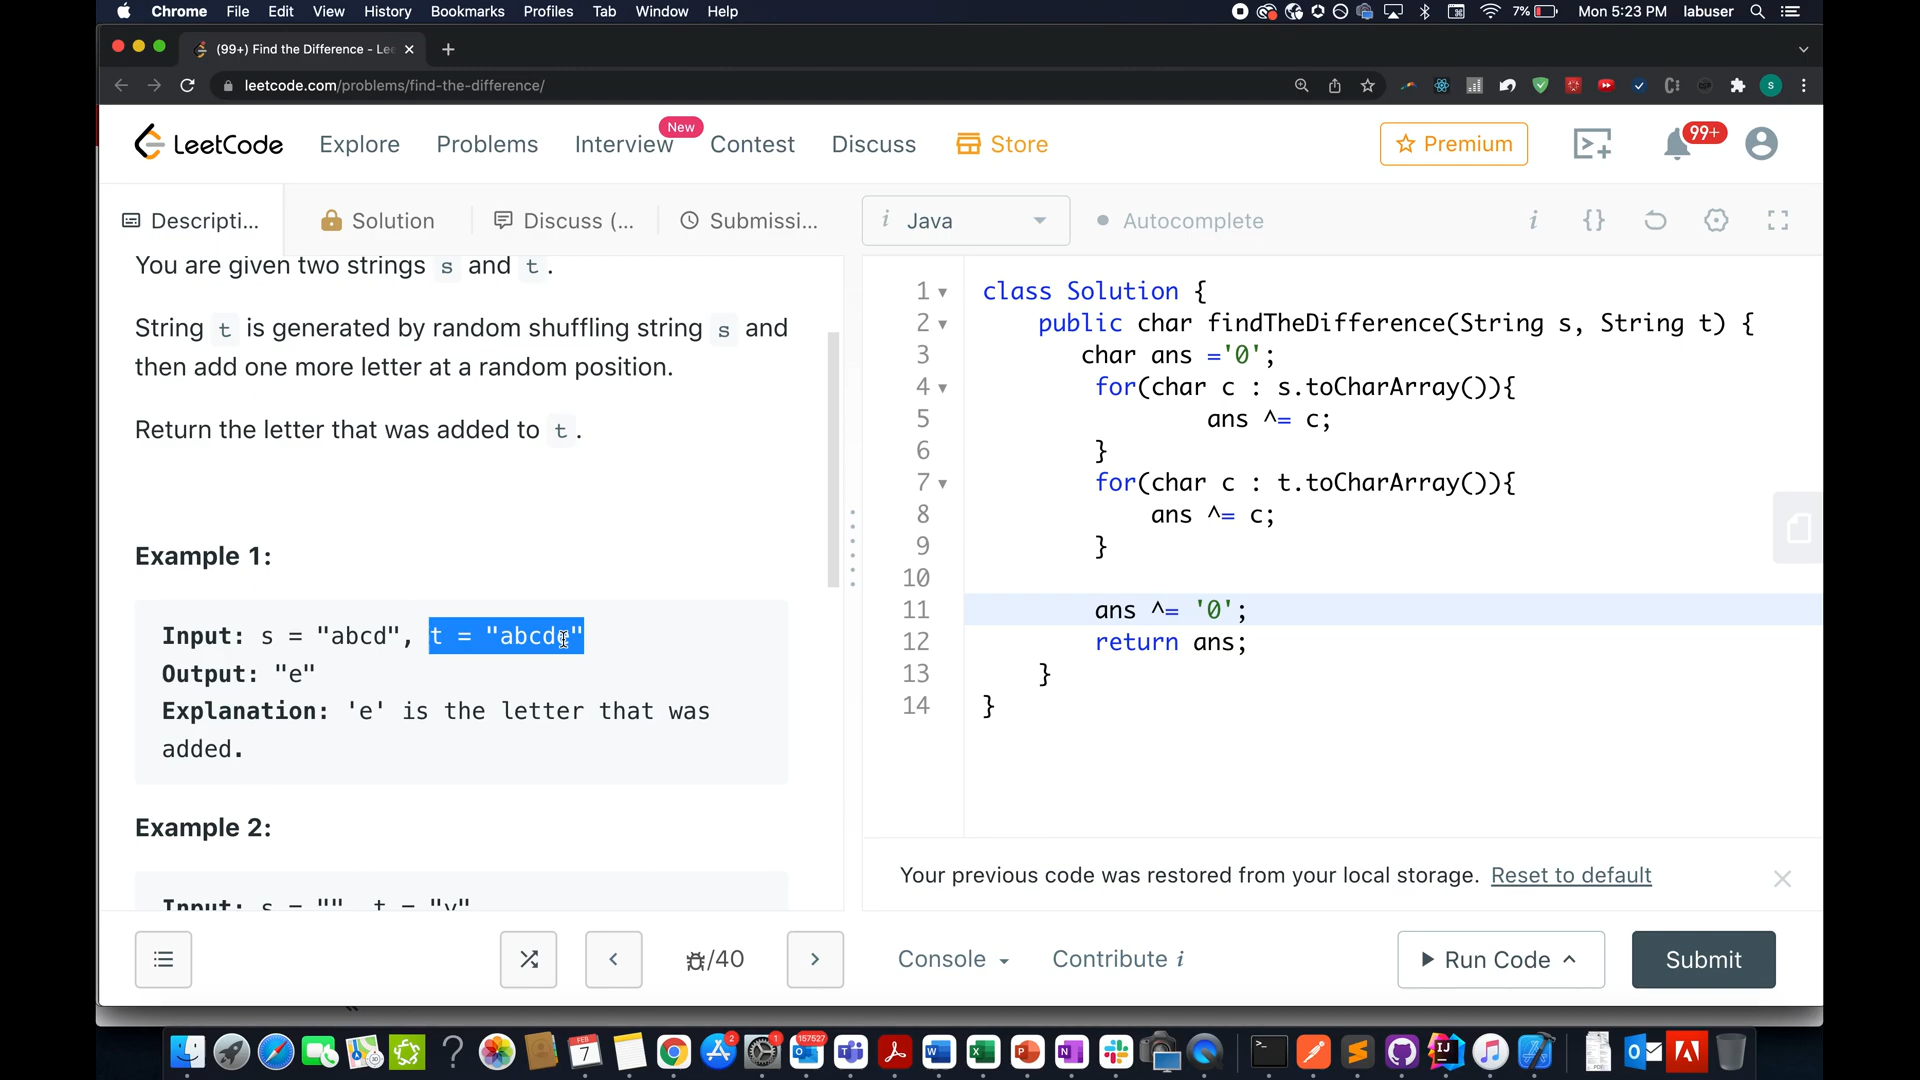 Chrome File Edit View History Bookmarks Profiles Tab Window Help 7% Mon 5:23 PM labuser
(99+) Find the Difference - Lee
leetcode.com/problems/find-the-difference/
LeetCode Explore Problems Interview New Contest Discuss Store Premium 99+
Descripti... Solution Discuss (... Submissi... i Java Autocomplete
You are given two strings s and t.
String t is generated by random shuffling string s and
then add one more letter at a random position.
Return the letter that was added to t.
Example 1:
Input: s = "abcd", t = "abcde"
Output: "e"
Explanation: 'e' is the letter that was
added.
Example 2:
Input: s = "", t = "y"
1 class Solution {
2 public char findTheDifference(String s, String t) {
3 char ans ='0';
4 for(char c : s.toCharArray()){
5 ans ^= c;
6 }
7 for(char c : t.toCharArray()){
8 ans ^= c;
9 }
10
11 ans ^= '0';
12 return ans;
13 }
14 }
Your previous code was restored from your local storage. Reset to default
/40 Console Contribute i Run Code Submit
FEB
7
2
1
157527